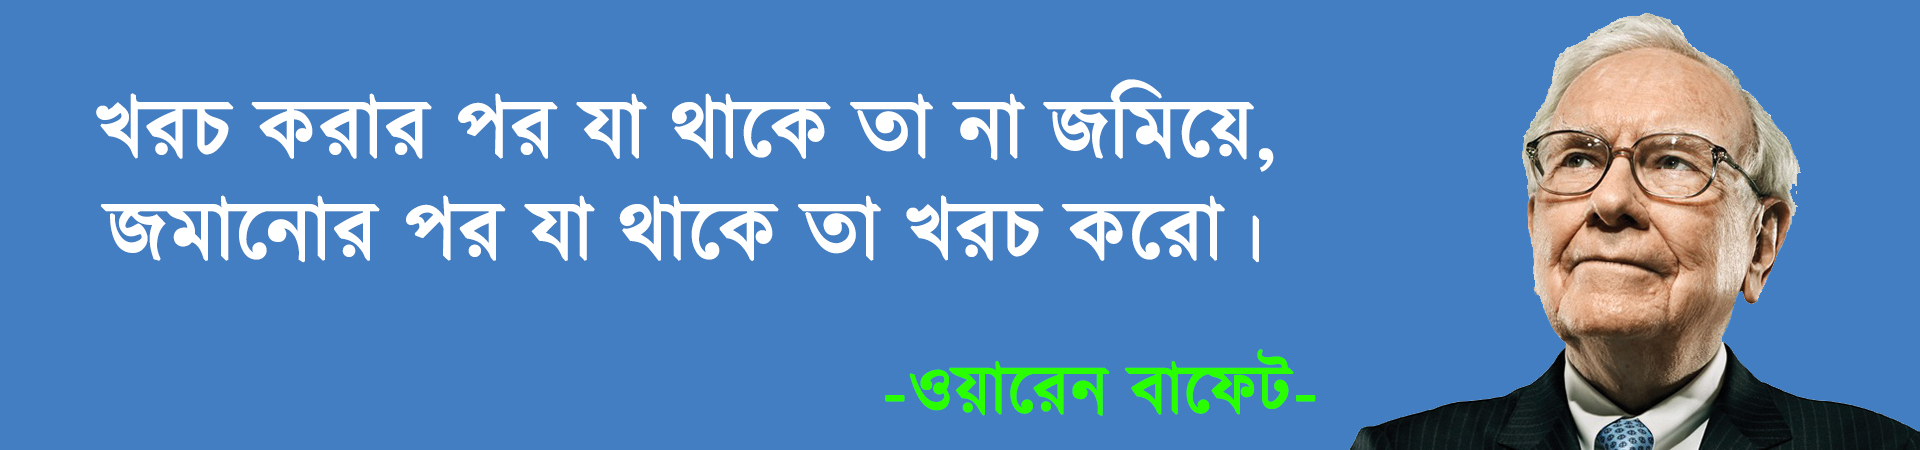 খরচ করার পর যা থাকে তা না জমিয়ে,
জমানোর পর যা থাকে তা খরচ করো।
-ওয়ারেন বাফেট-